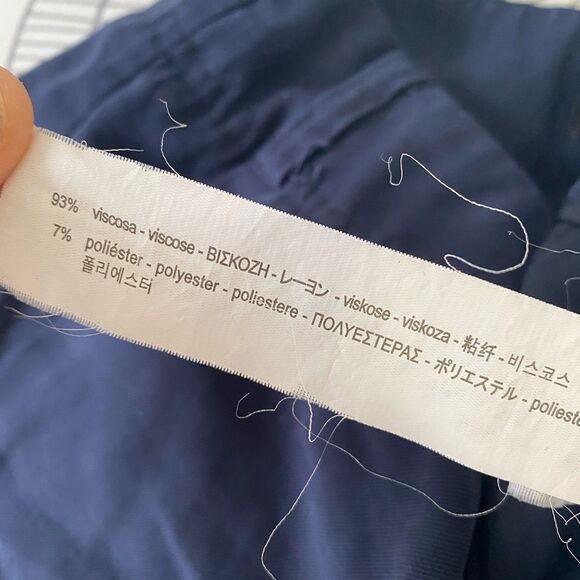 93% viscosa - viscose - ΒΙΣΚΟΖΗ - レーヨン - viskose - viskoza - 粘纤 - 비스코스
7% poliéster - polyester - poliestere - ΠΟΛΥΕΣΤΕΡΑΣ - ポリエステル - polieste
폴리에스터